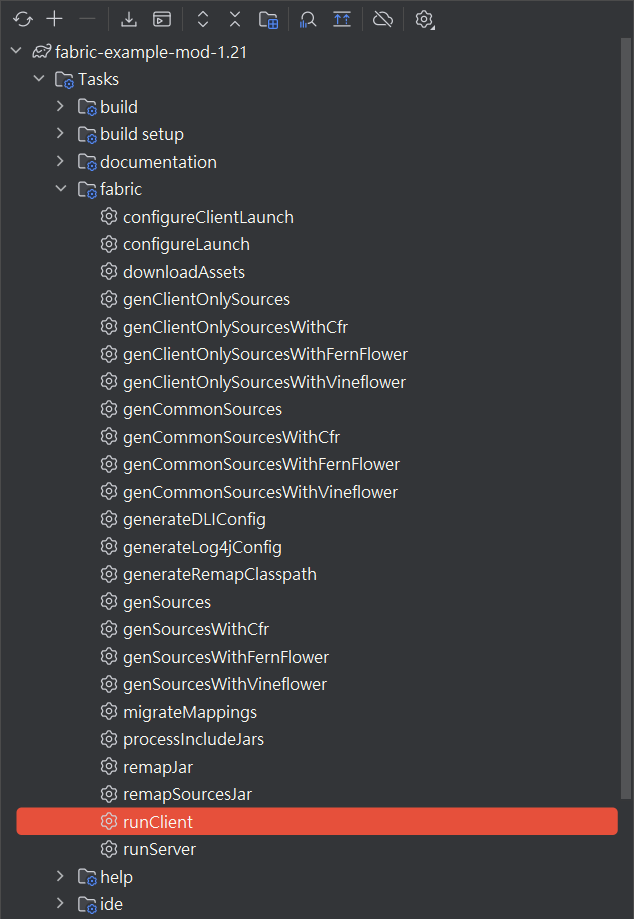 fabric-example-mod-1.21
Tasks
build
build setup
documentation
fabric
configureClientLaunch
configureLaunch
downloadAssets
genClientOnlySources
genClientOnlySourcesWithCfr
genClientOnlySourcesWithFernFlower
genClientOnlySourcesWithVineflower
genCommonSources
genCommonSourcesWithCfr
genCommonSourcesWithFernFlower
genCommonSourcesWithVineflower
generateDLIConfig
generateLog4jConfig
generateRemapClasspath
genSources
genSourcesWithCfr
genSourcesWithFernFlower
genSourcesWithVineflower
migrateMappings
processIncludeJars
remapJar
remapSourcesJar
runClient
runServer
help
ide